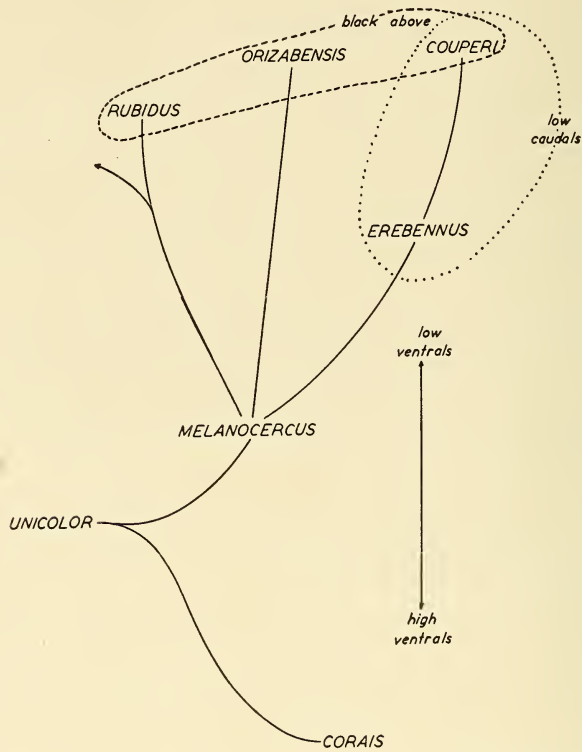 black above
COUPERI
ORIZABENSIS
RUBIDUS
low
caudals
EREBENNUS
low
ventrals
MELANOCERCUS
UNICOLOR
high
ventrals
CORAIS